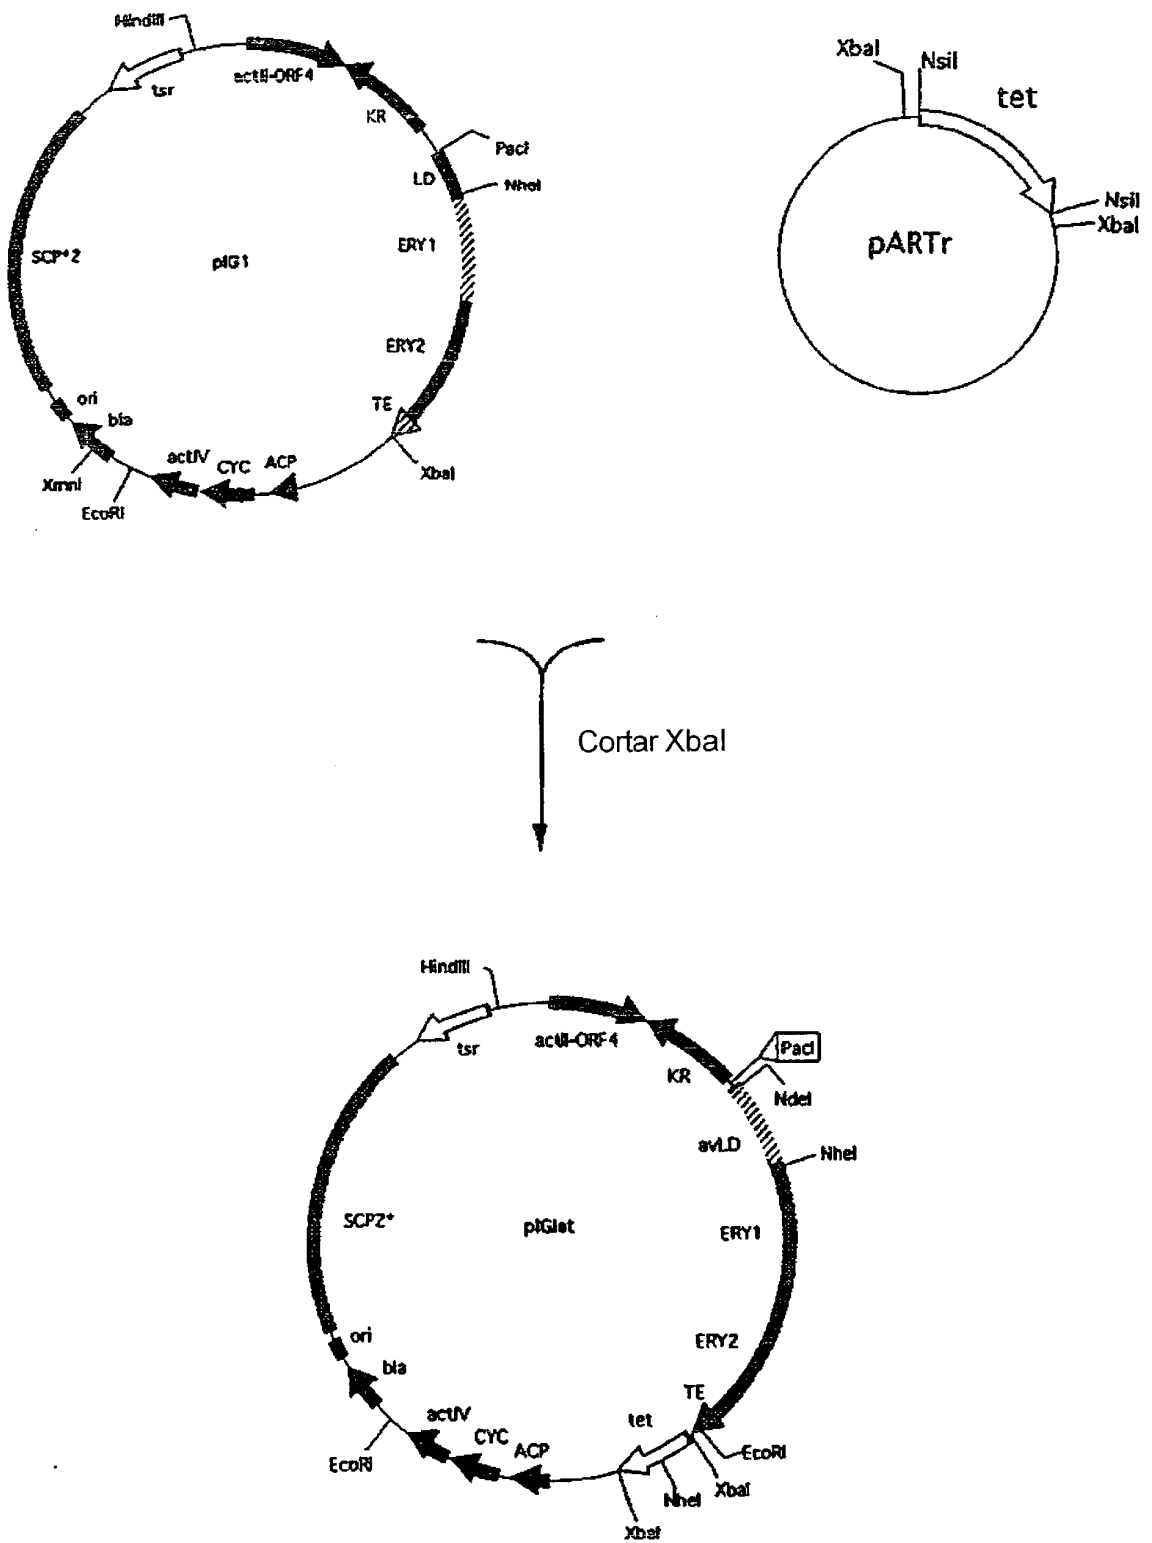 HindIII
tsr
actII-ORF4
KR
PacI
LD
NheI
ERY1
SCP*2
pIG1
ERY2
TE
XbaI
ori
bla
actIV
CYC
ACP
XmnI
EcoRI
XbaI
NsiI
tet
NsiI
XbaI
pARTr
Cortar XbaI
HindIII
tsr
actII-ORF4
KR
PacI
NdeI
avLD
NheI
SCP2*
pIGlet
ERY1
ERY2
TE
ori
bla
tet
actIV
CYC
ACP
EcoRI
EcoRI
NheI
XbaI
XbaI